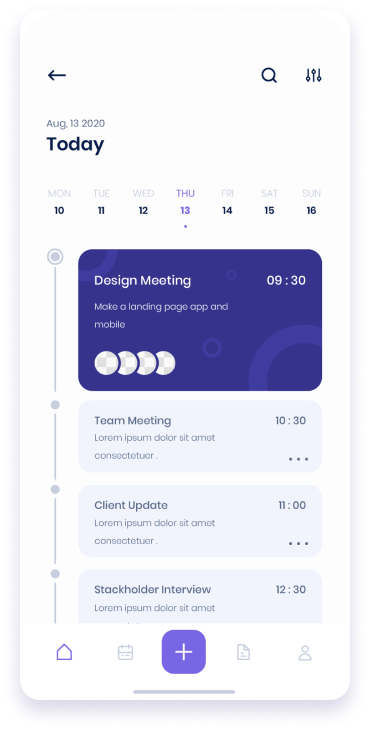 Aug, 13 2020
Today
MON TUE WED THU FRI SAT SUN
10 11 12 13 14 15 16
Design Meeting 09 : 30
Make a landing page app and
mobile
Team Meeting 10 : 30
Lorem ipsum dolor sit amet
consectetuer .
Client Update 11 : 00
Lorem ipsum dolor sit amet
consectetuer .
Stackholder Interview 12 : 30
Lorem ipsum dolor sit amet